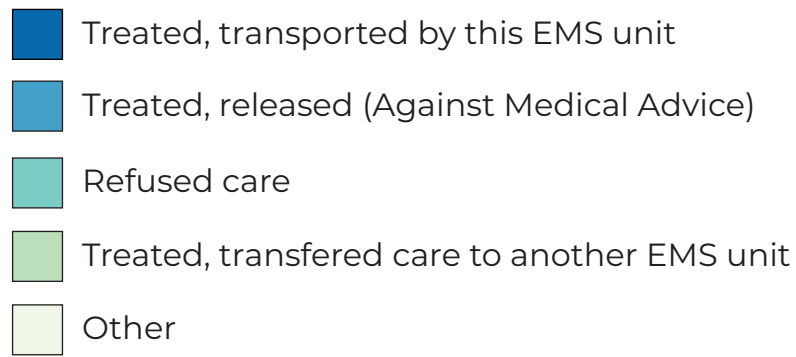 Treated, transported by this EMS unit
Treated, released (Against Medical Advice)
Refused care
Treated, transfered care to another EMS unit
Other